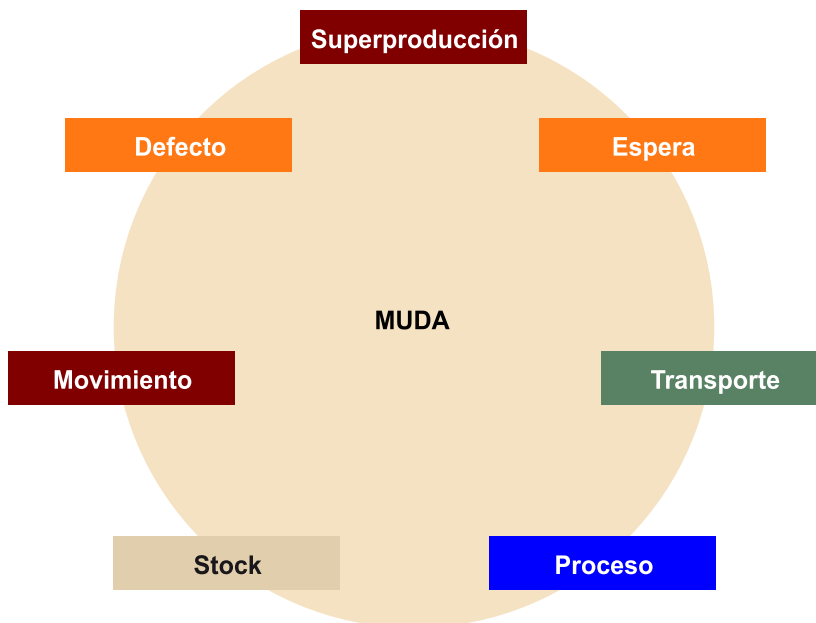 Superproducción
Defecto
Espera
MUDA
Movimiento
Transporte
Stock
Proceso